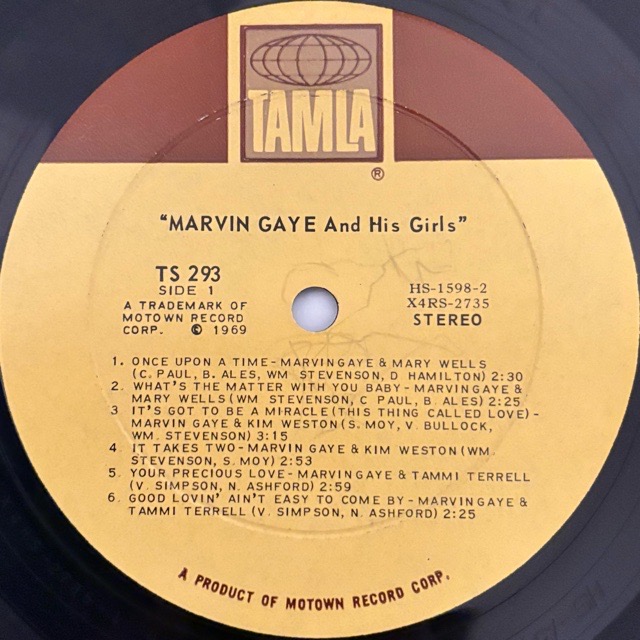 TAMLA
®
"MARVIN GAYE And His Girls"
TS 293
SIDE 1
A TRADEMARK OF
MOTOWN RECORD
CORP. © 1969
HS-1598-2
X4RS-2735
STEREO
1. ONCE UPON A TIME - MARVIN GAYE & MARY WELLS
(C. PAUL, B. ALES, WM STEVENSON, D HAMILTON) 2:30
2. WHAT'S THE MATTER WITH YOU BABY - MARVIN GAYE &
MARY WELLS (WM STEVENSON, C PAUL, B. ALES) 2:25
3 IT'S GOT TO BE A MIRACLE (THIS THING CALLED LOVE) -
MARVIN GAYE & KIM WESTON (S. MOY, V. BULLOCK,
WM. STEVENSON) 3:15
4 IT TAKES TWO - MARVIN GAYE & KIM WESTON (WM.
STEVENSON, S. MOY) 2:53
5 YOUR PRECIOUS LOVE - MARVIN GAYE & TAMMI TERRELL
(V. SIMPSON, N. ASHFORD) 2:59
6. GOOD LOVIN' AIN'T EASY TO COME BY - MARVIN GAYE &
TAMMI TERRELL (V. SIMPSON, N. ASHFORD) 2:25
A PRODUCT OF MOTOWN RECORD CORP.